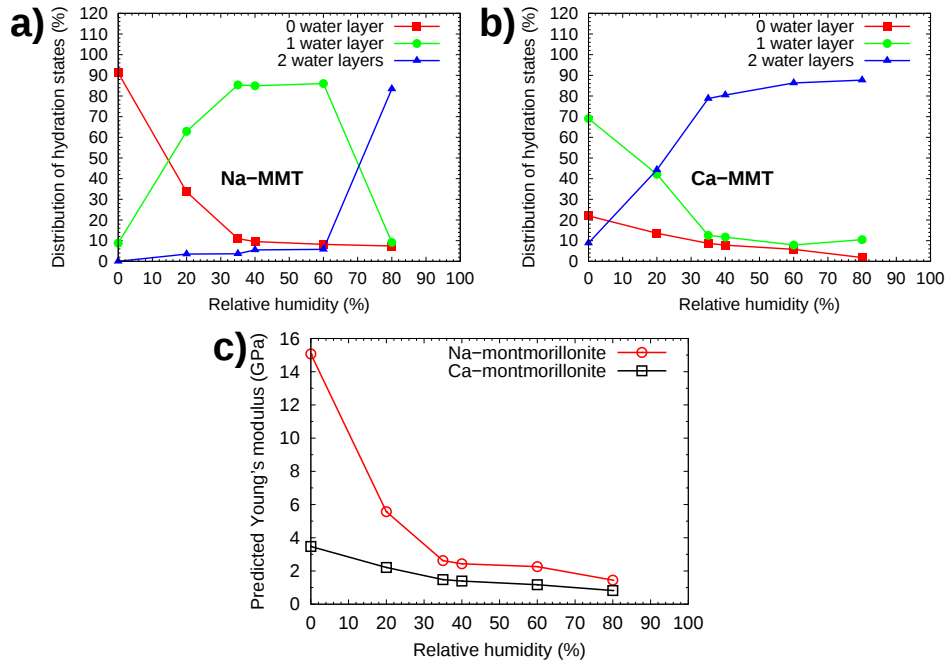 a)
Distribution of hydration states (%)
120
110
100
90
80
70
60
50
40
30
20
10
0
0 water layer
1 water layer
2 water layers
Na−MMT
0 10 20 30 40 50 60 70 80 90 100
Relative humidity (%)
b)
Distribution of hydration states (%)
120
110
100
90
80
70
60
50
40
30
20
10
0
0 water layer
1 water layer
2 water layers
Ca−MMT
0 10 20 30 40 50 60 70 80 90 100
Relative humidity (%)
c)
Predicted Young's modulus (GPa)
16
14
12
10
8
6
4
2
0
Na−montmorillonite
Ca−montmorillonite
0 10 20 30 40 50 60 70 80 90 100
Relative humidity (%)